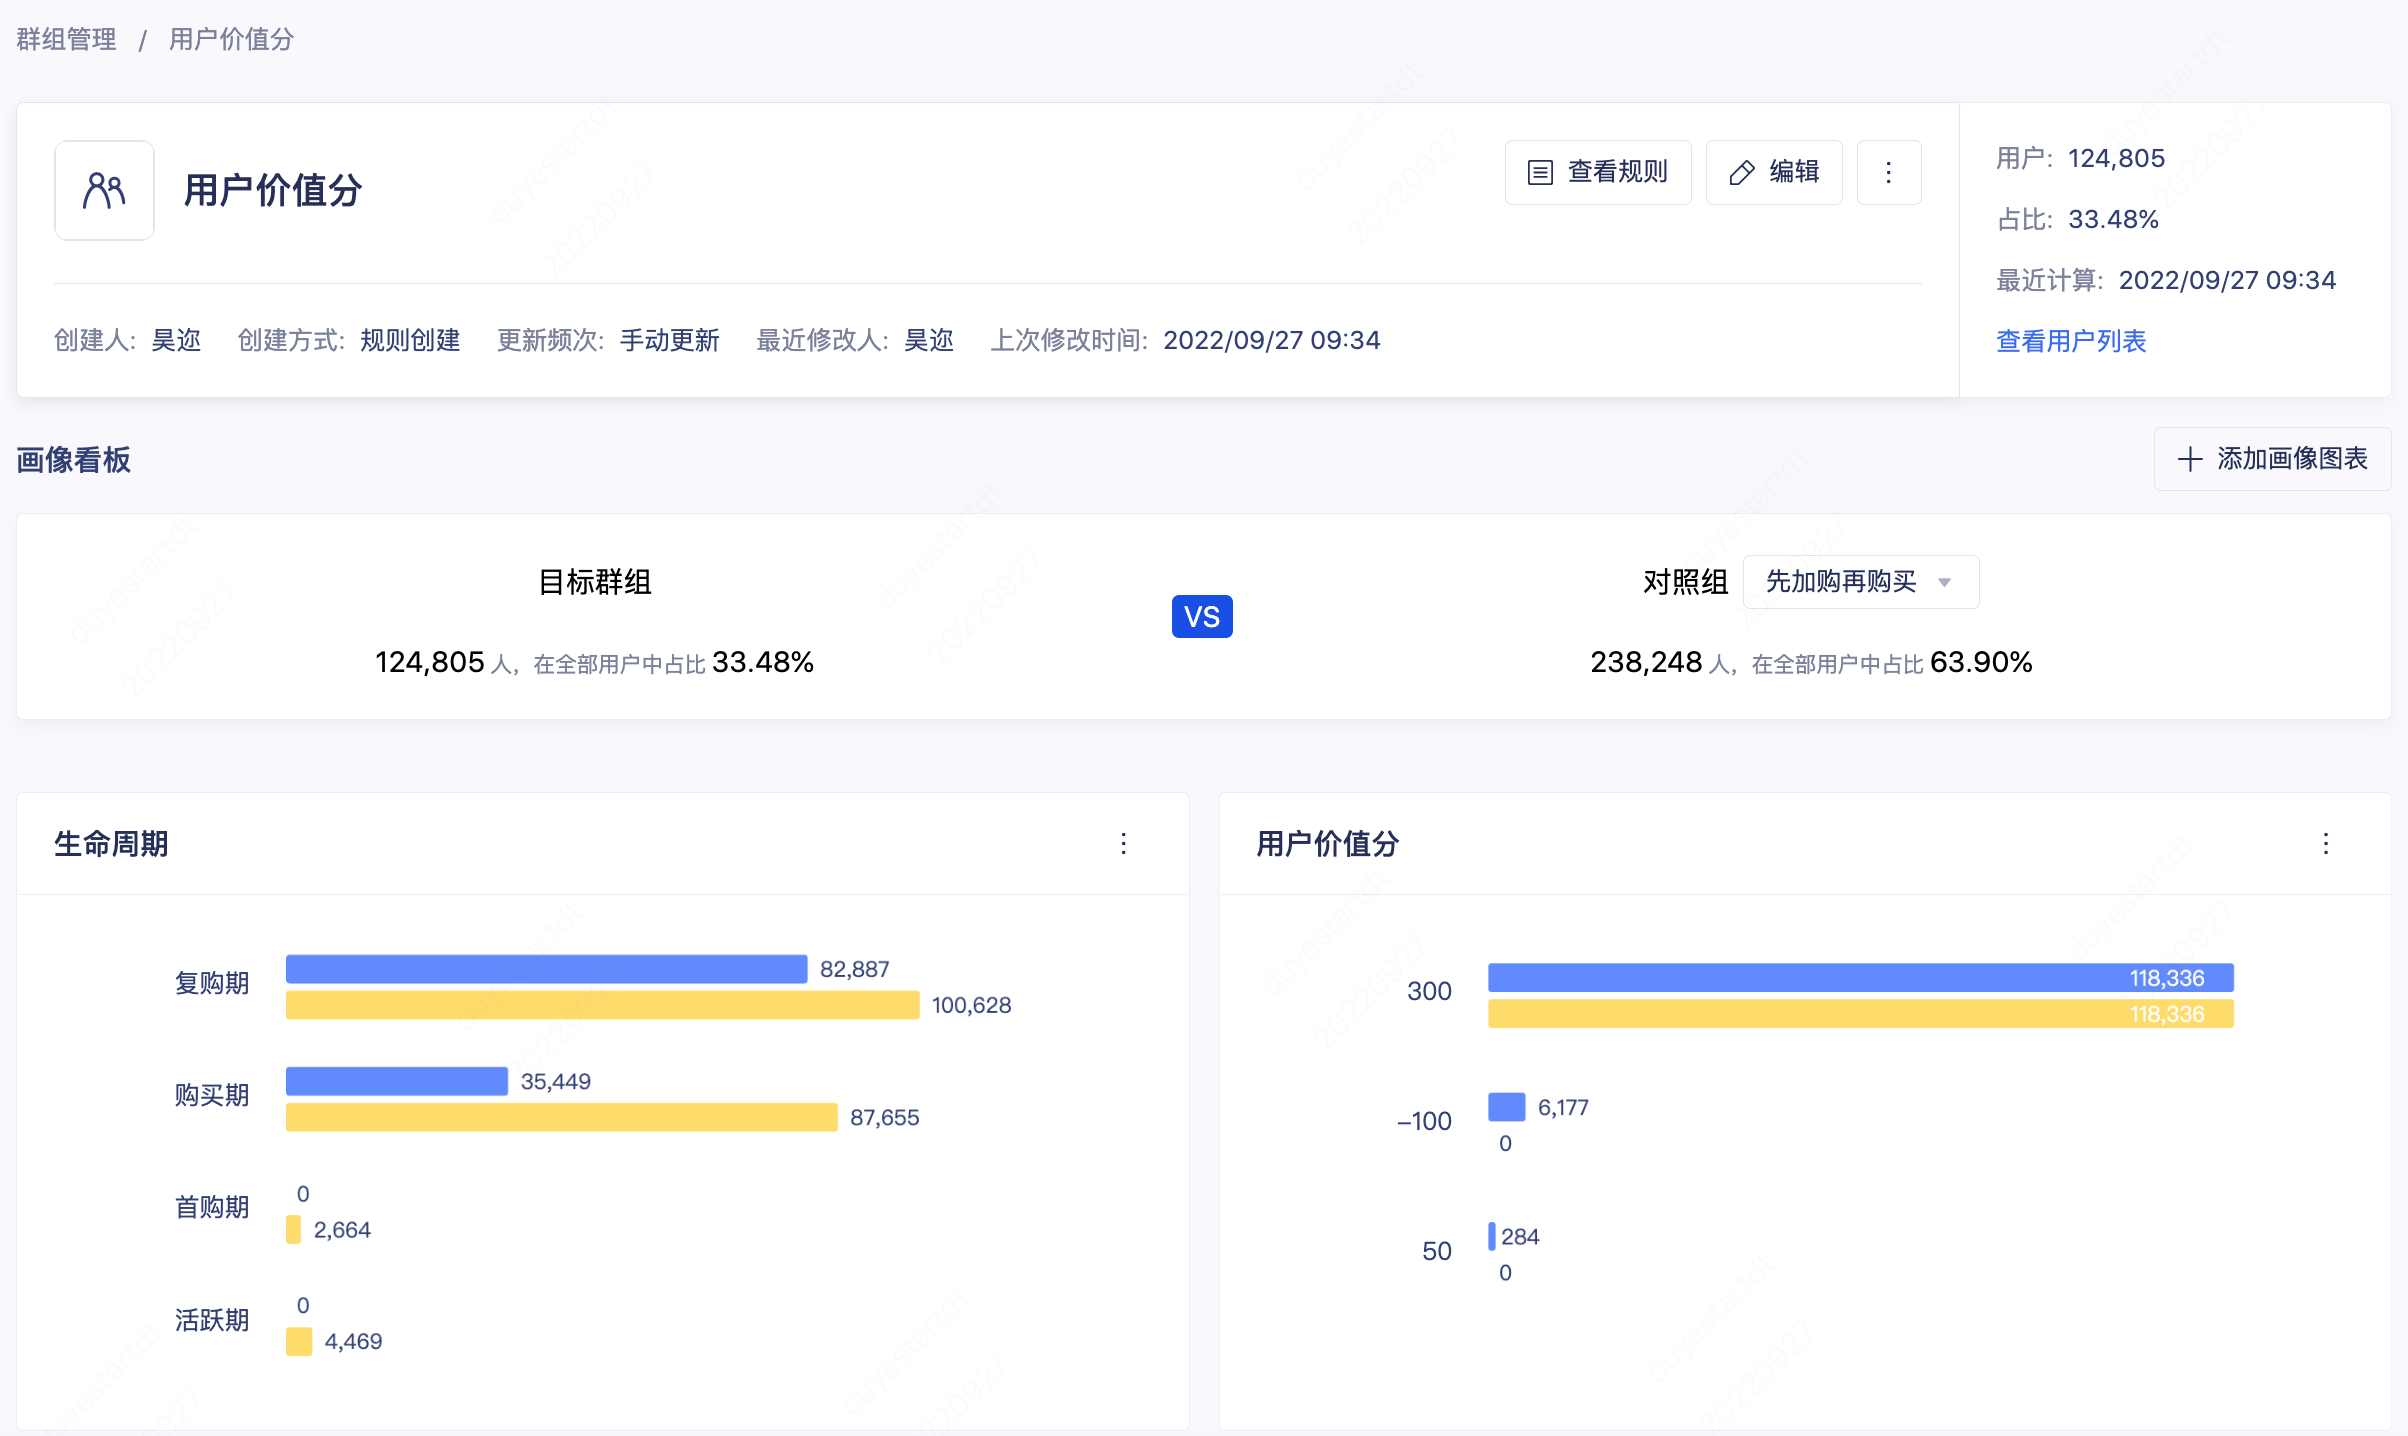 群组管理 / 用户价值分
用户价值分
查看规则
编辑
用户: 124,805
占比: 33.48%
最近计算: 2022/09/27 09:34
查看用户列表
创建人: 吴迩 创建方式: 规则创建 更新频次: 手动更新 最近修改人: 吴迩 上次修改时间: 2022/09/27 09:34
画像看板
添加画像图表
目标群组
124,805 人，在全部用户中占比 33.48%
VS
对照组 先加购再购买
238,248 人，在全部用户中占比 63.90%
生命周期
复购期
82,887
100,628
购买期
35,449
87,655
首购期
0
2,664
活跃期
0
4,469
用户价值分
300
118,336
118,336
–100
6,177
0
50
284
0
duyestartdt
20220927